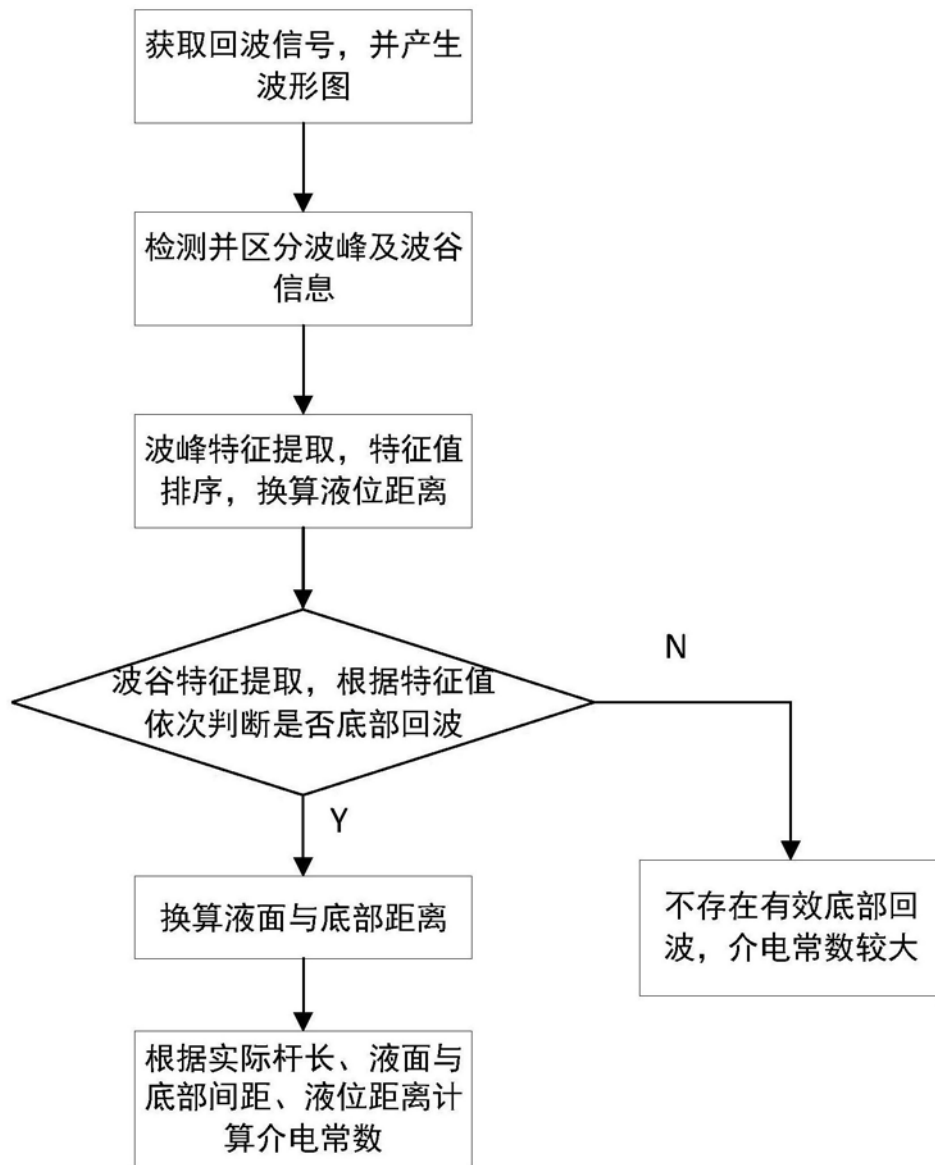 获取回波信号，并产生
波形图
检测并区分波峰及波谷
信息
波峰特征提取，特征值
排序，换算液位距离
波谷特征提取，根据特征值
依次判断是否底部回波
N
Y
换算液面与底部距离
不存在有效底部回
波，介电常数较大
根据实际杆长、液面与
底部间距、液位距离计
算介电常数